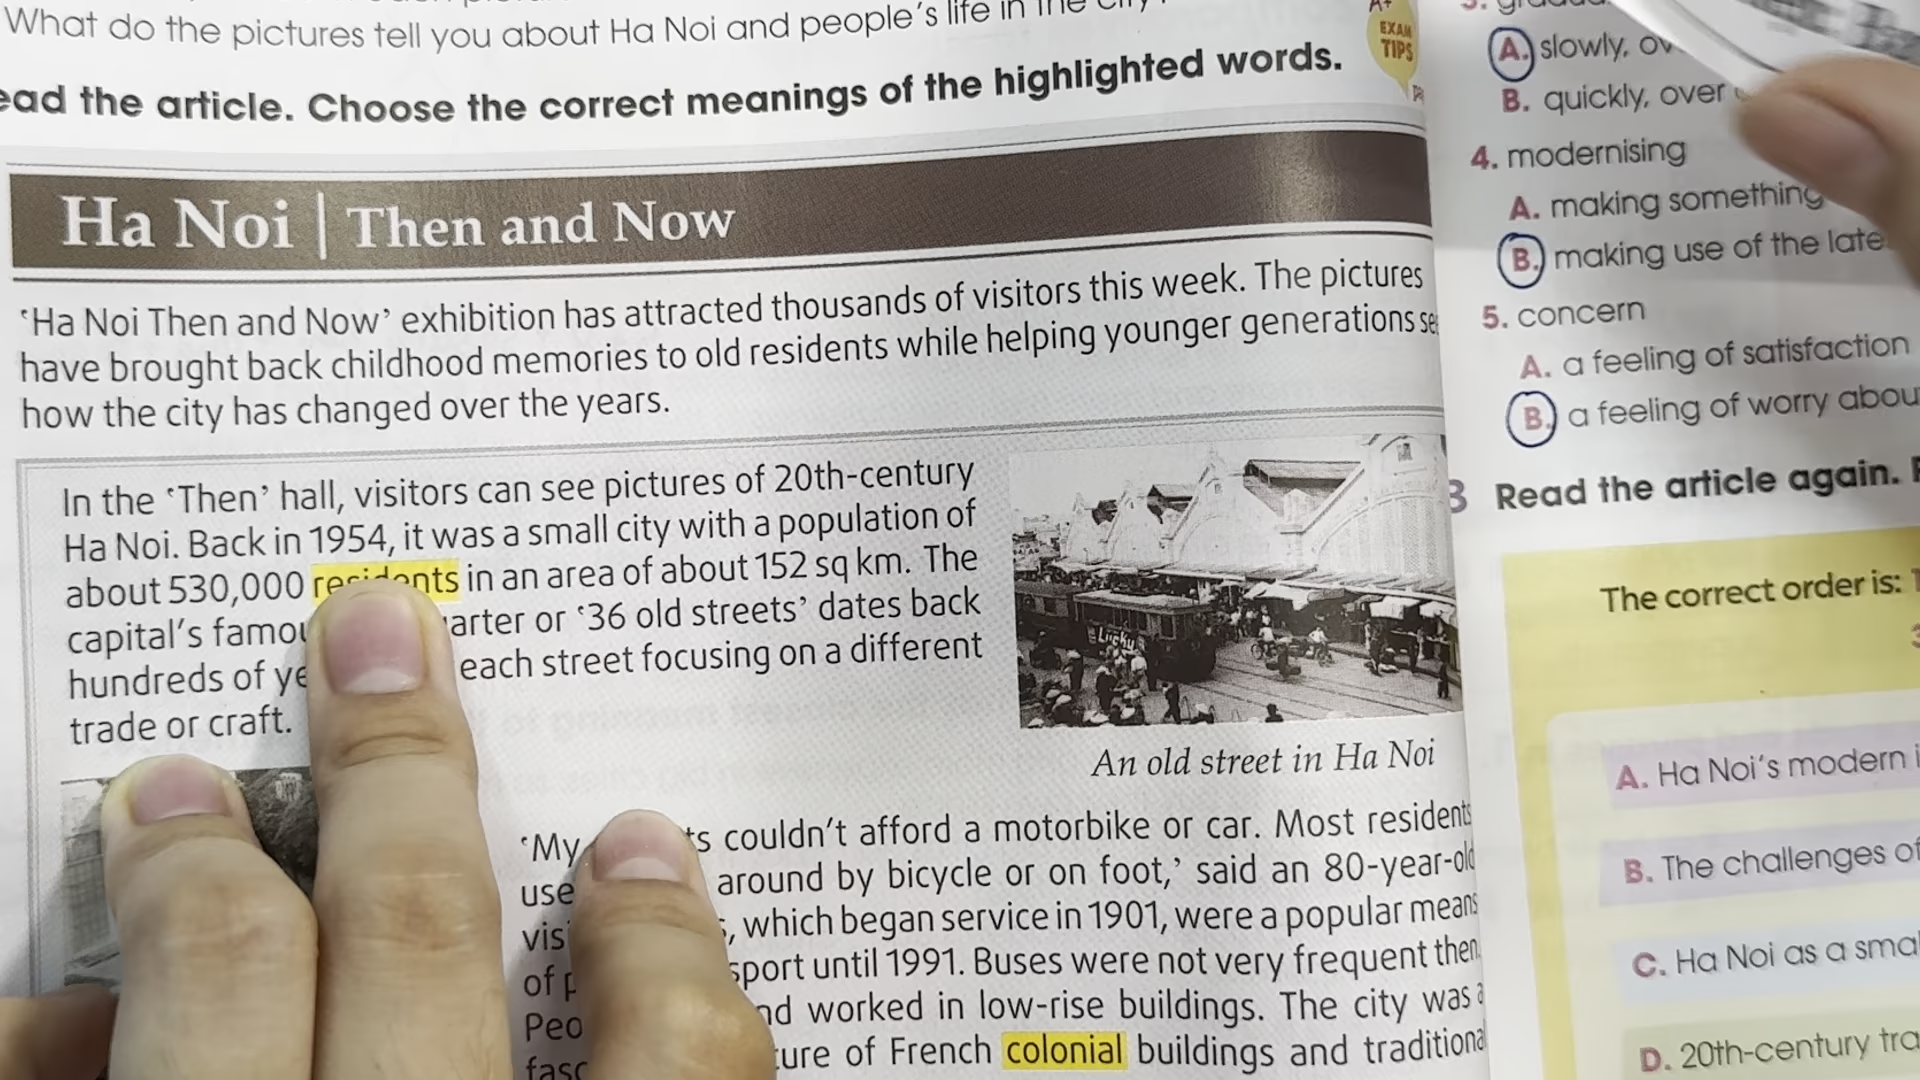 What do the pictures tell you about Ha Noi and people's life in the city
ead the article. Choose the correct meanings of the highlighted words.
A+
EXAM
TIPS
Ha Noi | Then and Now
'Ha Noi Then and Now' exhibition has attracted thousands of visitors this week. The pictures
have brought back childhood memories to old residents while helping younger generations se
how the city has changed over the years.
In the 'Then' hall, visitors can see pictures of 20th-century
Ha Noi. Back in 1954, it was a small city with a population of
about 530,000 residents in an area of about 152 sq km. The
capital's famou arter or '36 old streets' dates back
hundreds of ye each street focusing on a different
trade or craft.
Lucky
An old street in Ha Noi
'My ts couldn't afford a motorbike or car. Most residents
use around by bicycle or on foot,' said an 80-year-old
vis , which began service in 1901, were a popular means
of p sport until 1991. Buses were not very frequent then
Peo nd worked in low-rise buildings. The city was a
fasc ture of French colonial buildings and traditional
A. slowly, ov
B. quickly, over
4. modernising
A. making something
B. making use of the late
5. concern
A. a feeling of satisfaction
B. a feeling of worry abou
3 Read the article again.
The correct order is: 1
3
A. Ha Noi's modern i
B. The challenges of
C. Ha Noi as a smal
D. 20th-century tra